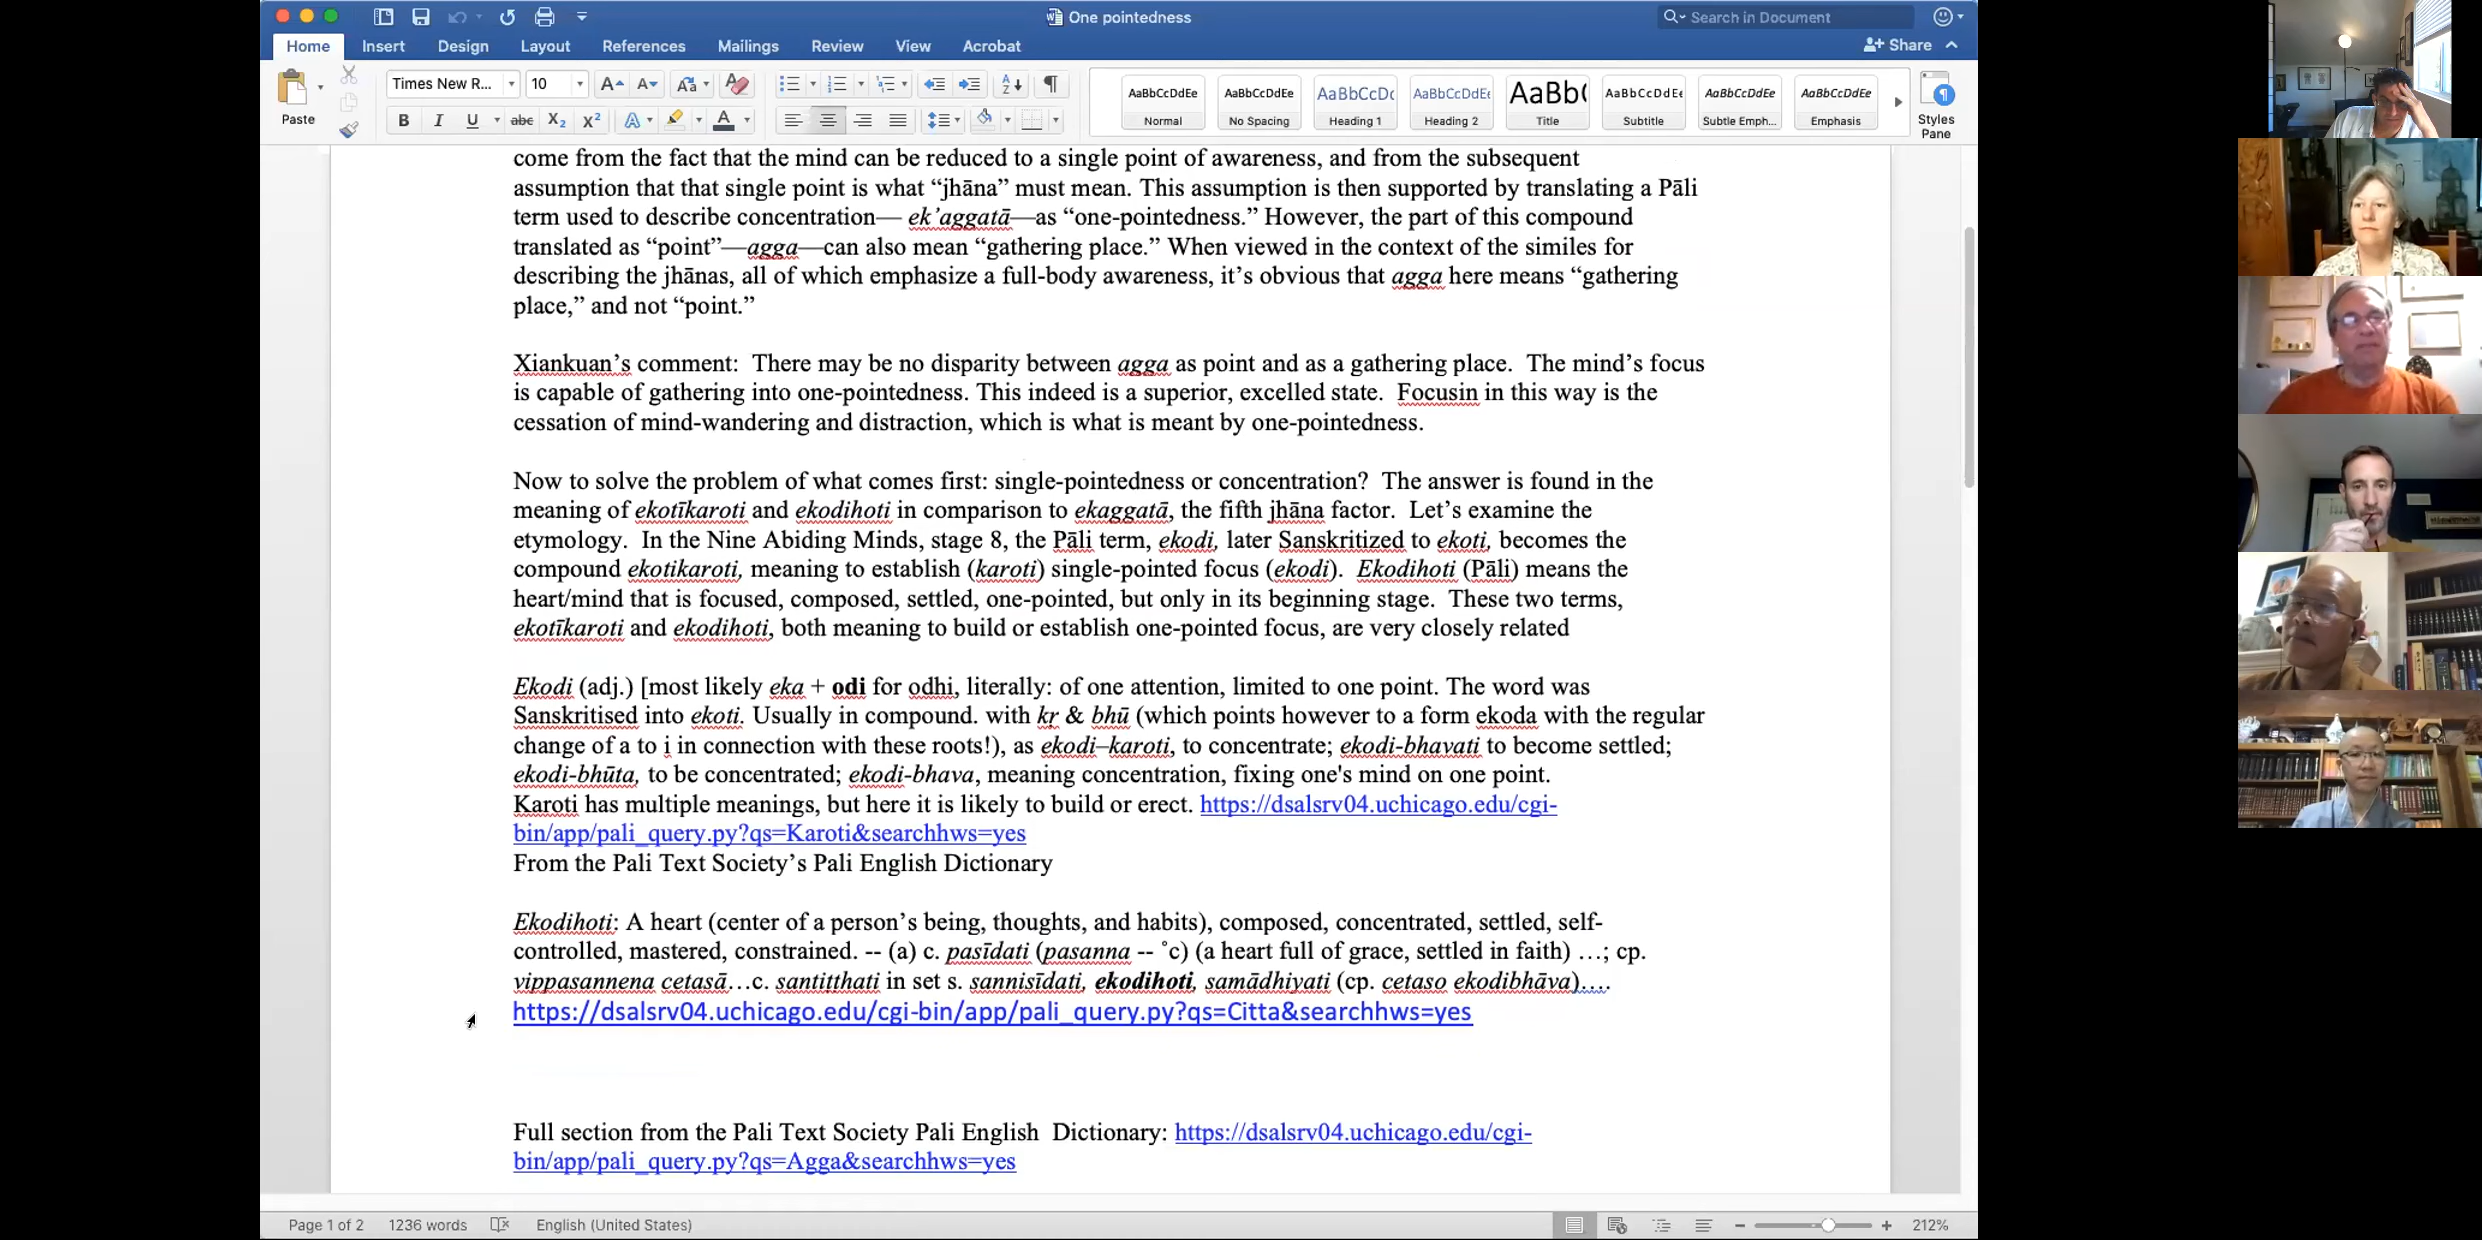 One pointedness
Search in Document
Home Insert Design Layout References Mailings Review View Acrobat Share
Paste
Times New R... 10
B I U abc X₂ X² A A
AaBbCcDdEe AaBbCcDdEe AaBbCcDc AaBbCcDdEe AaBb( AaBbCcDdEe AaBbCcDdEe AaBbCcDdEe
Normal No Spacing Heading 1 Heading 2 Title Subtitle Subtle Emph... Emphasis
Styles
Pane
come from the fact that the mind can be reduced to a single point of awareness, and from the subsequent
assumption that that single point is what “jhāna” must mean. This assumption is then supported by translating a Pāli
term used to describe concentration— ek’aggatā—as “one-pointedness.” However, the part of this compound
translated as “point”—agga—can also mean “gathering place.” When viewed in the context of the similes for
describing the jhānas, all of which emphasize a full-body awareness, it’s obvious that agga here means “gathering
place,” and not “point.”
Xiankuan’s comment:  There may be no disparity between agga as point and as a gathering place.  The mind’s focus
is capable of gathering into one-pointedness. This indeed is a superior, excelled state.  Focusin in this way is the
cessation of mind-wandering and distraction, which is what is meant by one-pointedness.
Now to solve the problem of what comes first: single-pointedness or concentration?  The answer is found in the
meaning of ekotīkaroti and ekodihoti in comparison to ekaggatā, the fifth jhāna factor.  Let’s examine the
etymology.  In the Nine Abiding Minds, stage 8, the Pāli term, ekodi, later Sanskritized to ekoti, becomes the
compound ekotikaroti, meaning to establish (karoti) single-pointed focus (ekodi).  Ekodihoti (Pāli) means the
heart/mind that is focused, composed, settled, one-pointed, but only in its beginning stage.  These two terms,
ekotīkaroti and ekodihoti, both meaning to build or establish one-pointed focus, are very closely related
Ekodi (adj.) [most likely eka + odi for odhi, literally: of one attention, limited to one point. The word was
Sanskritised into ekoti. Usually in compound. with kṛ & bhū (which points however to a form ekoda with the regular
change of a to i in connection with these roots!), as ekodi–karoti, to concentrate; ekodi-bhavati to become settled;
ekodi-bhūta, to be concentrated; ekodi-bhava, meaning concentration, fixing one's mind on one point.
Karoti has multiple meanings, but here it is likely to build or erect. https://dsalsrv04.uchicago.edu/cgi-
bin/app/pali_query.py?qs=Karoti&searchhws=yes
From the Pali Text Society’s Pali English Dictionary
Ekodihoti: A heart (center of a person’s being, thoughts, and habits), composed, concentrated, settled, self-
controlled, mastered, constrained. -- (a) c. pasīdati (pasanna -- ˚c) (a heart full of grace, settled in faith) …; cp.
vippasannena cetasā…c. santiṭṭhati in set s. sannisīdati, ekodihoti, samādhiyati (cp. cetaso ekodibhāva)….
https://dsalsrv04.uchicago.edu/cgi-bin/app/pali_query.py?qs=Citta&searchhws=yes
Full section from the Pali Text Society Pali English  Dictionary: https://dsalsrv04.uchicago.edu/cgi-
bin/app/pali_query.py?qs=Agga&searchhws=yes
Page 1 of 2 1236 words English (United States) 212%